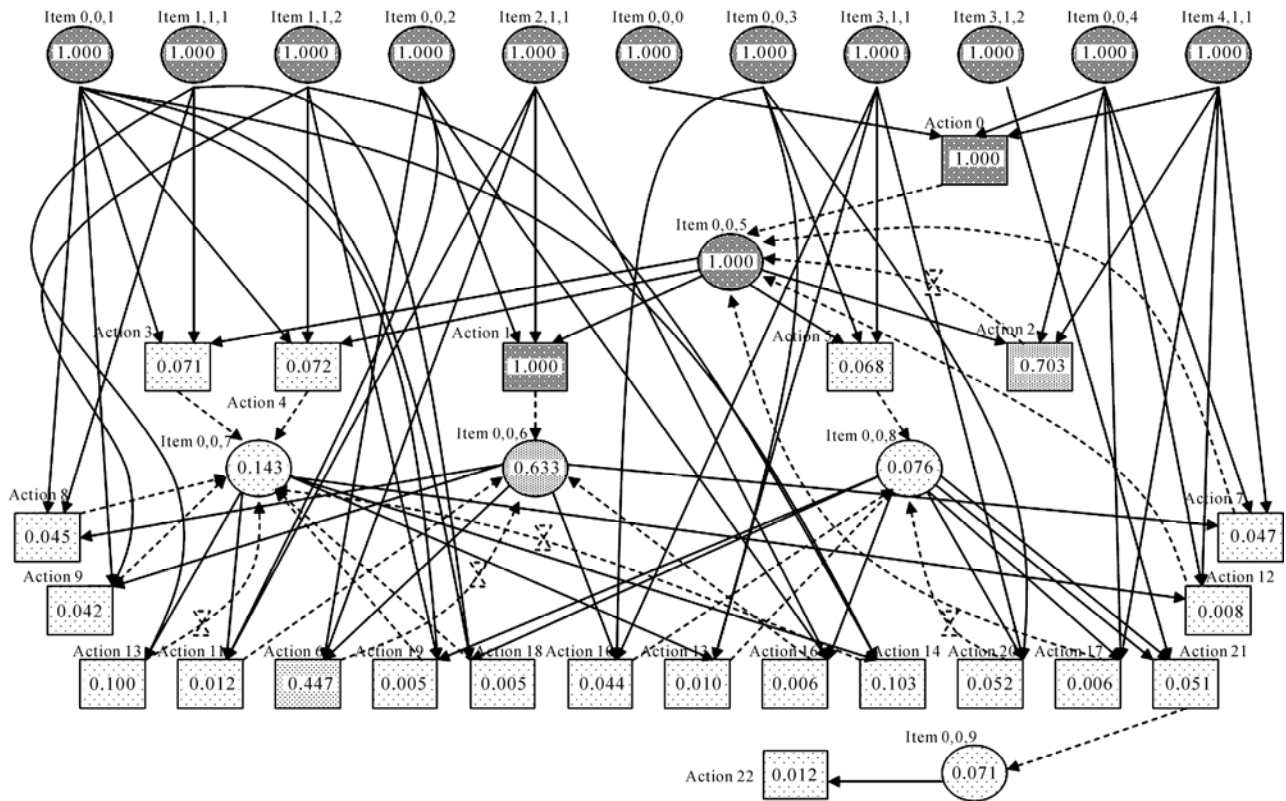 Item 0,0,1 Item 1,1,1 Item 1,1,2 Item 0,0,2 Item 2,1,1 Item 0,0,0 Item 0,0,3 Item 3,1,1 Item 3,1,2 Item 0,0,4 Item 4,1,1
1.000 1.000 1.000 1.000 1.000 1.000 1.000 1.000 1.000 1.000 1.000
Action 0
1.000
Item 0,0,5
1.000
Action 3 Action 1 Action 5 Action 2
0.071 0.072 1.000 0.068 0.703
Action 4
Item 0,0,7 Item 0,0,6 Item 0,0,8
0.143 0.633 0.076
Action 8 Action 7
0.045 0.047
Action 9 Action 12
0.042 0.008
Action 13 Action 11 Action 6 Action 19 Action 18 Action 10 Action 15 Action 16 Action 14 Action 20 Action 17 Action 21
0.100 0.012 0.447 0.005 0.005 0.044 0.010 0.006 0.103 0.052 0.006 0.051
Item 0,0,9
Action 22 0.012 0.071